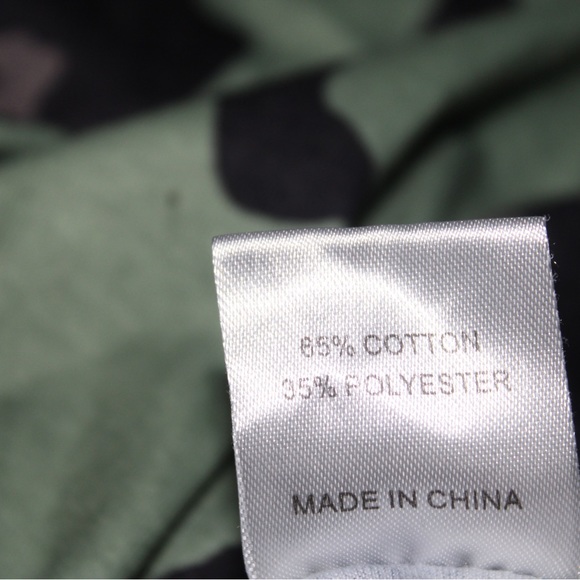 65% COTTON
35% POLYESTER
MADE IN CHINA